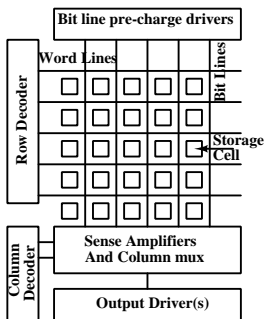 Bit line pre-charge drivers
Word Lines
Bit Lines
Row Decoder
Storage
Cell
Column
Decoder
Sense Amplifiers
And Column mux
Output Driver(s)